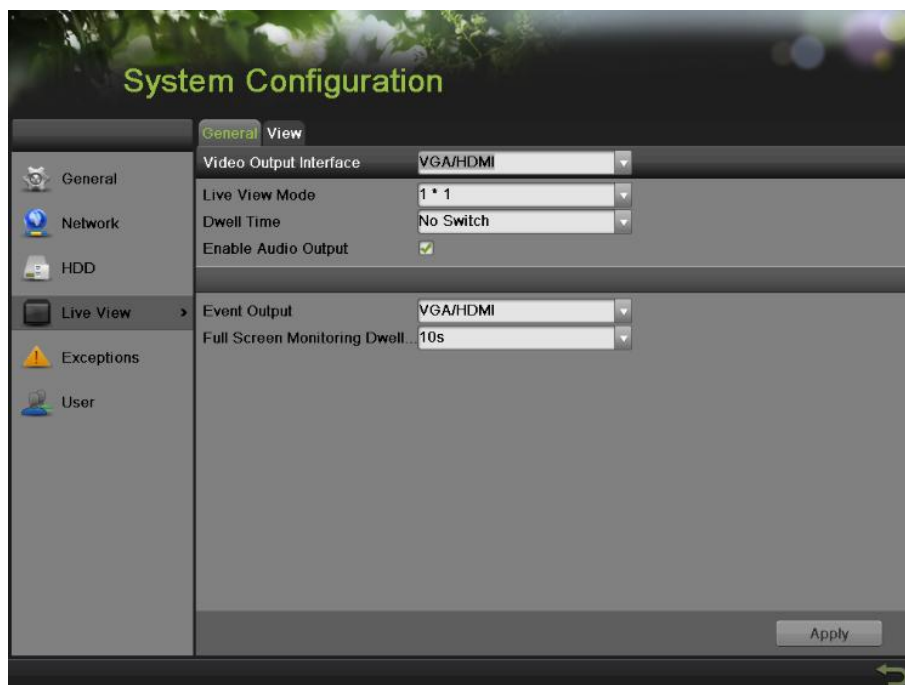 System Configuration
General View
Video Output Interface VGA/HDMI
General
Live View Mode 1 * 1
Network
Dwell Time No Switch
Enable Audio Output
HDD
Live View
Event Output VGA/HDMI
Full Screen Monitoring Dwell... 10s
Exceptions
User
Apply